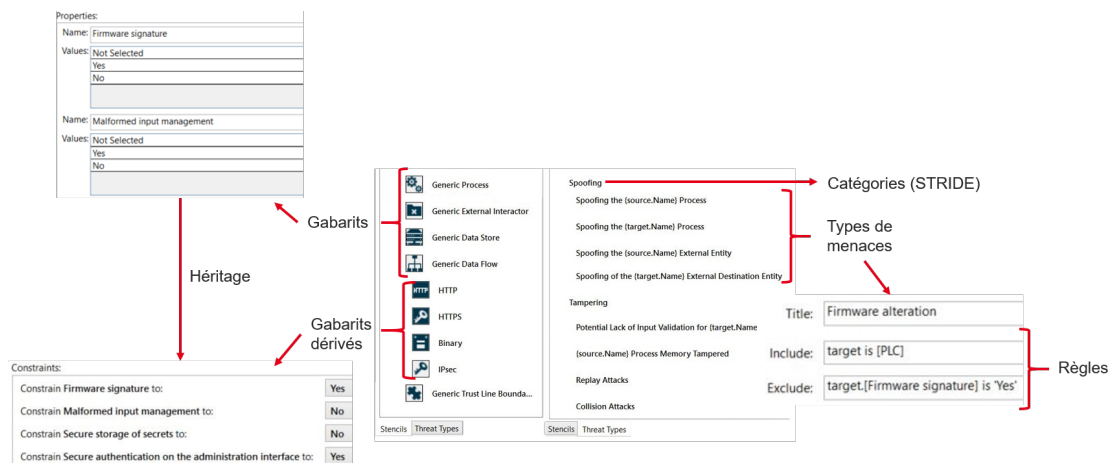 Properties:
Name: Firmware signature
Values: Not Selected
Yes
No
Name: Malformed input management
Values: Not Selected
Yes
No
Gabarits
Héritage
Gabarits
dérivés
Constraints:
Constrain Firmware signature to: Yes
Constrain Malformed input management to: No
Constrain Secure storage of secrets to: No
Constrain Secure authentication on the administration interface to: Yes
Generic Process
Generic External Interactor
Generic Data Store
Generic Data Flow
HTTP HTTP
HTTPS
Binary
IPsec
Generic Trust Line Bounda...
Stencils Threat Types
Spoofing
Spoofing the (source.Name) Process
Spoofing the (target.Name) Process
Spoofing the (source.Name) External Entity
Spoofing of the (target.Name) External Destination Entity
Tampering
Potential Lack of Input Validation for (target.Name
(source.Name) Process Memory Tampered
Replay Attacks
Collision Attacks
Stencils Threat Types
Catégories (STRIDE)
Types de
menaces
Title: Firmware alteration
Include: target is [PLC]
Exclude: target.[Firmware signature] is 'Yes'
Règles